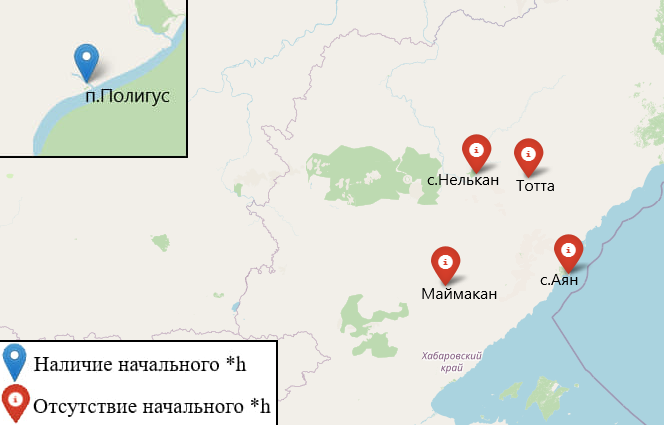 п.Полигус
с.Нелькан
Тотта
с.Аян
Маймакан
Хабаровский
край
Наличие начального *h
Отсутствие начального *h